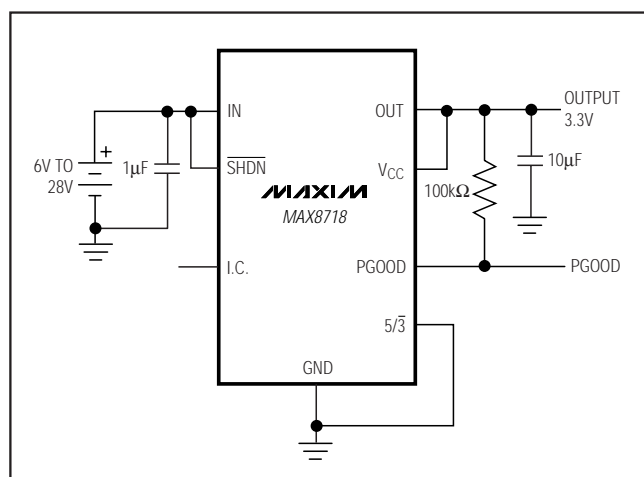 IN
OUT
OUTPUT
3.3V
+
6V TO
28V
1μF
SHDN
VCC
10μF
MAXIM
MAX8718
100kΩ
I.C.
PGOOD
PGOOD
5/3
GND